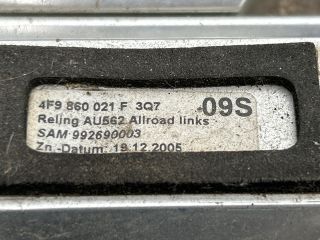 4F9 860 021 F 3Q7 09S
Reling AU562 Allroad links
SAM 992690003
Zn.-Datum: 19.12.2005